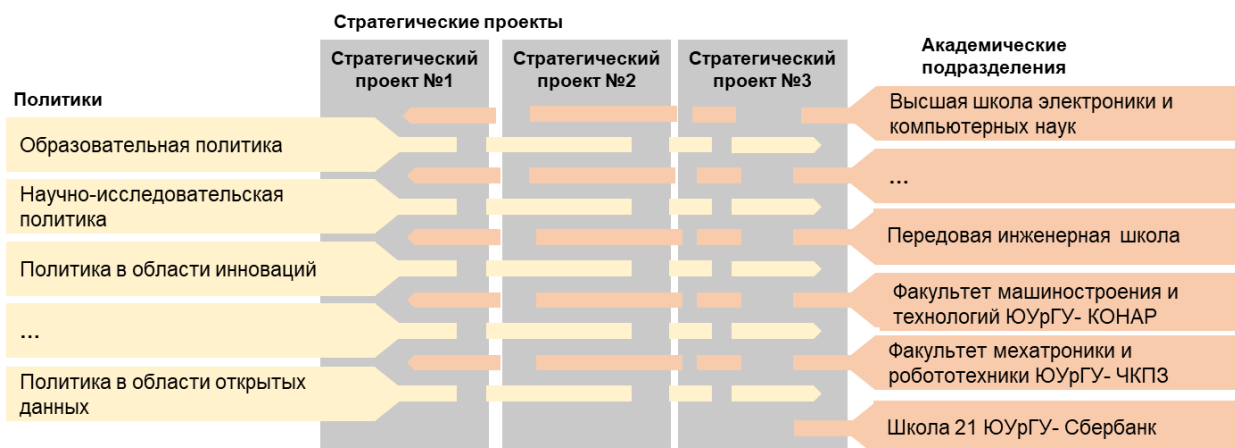 Стратегические проекты
Стратегический
проект №1
Стратегический
проект №2
Стратегический
проект №3
Политики
Образовательная политика
Научно-исследовательская
политика
Политика в области инноваций
...
Политика в области открытых
данных
Академические
подразделения
Высшая школа электроники и
компьютерных наук
...
Передовая инженерная школа
Факультет машиностроения и
технологий ЮУрГУ- КОНАР
Факультет мехатроники и
робототехники ЮУрГУ- ЧКПЗ
Школа 21 ЮУрГУ- Сбербанк